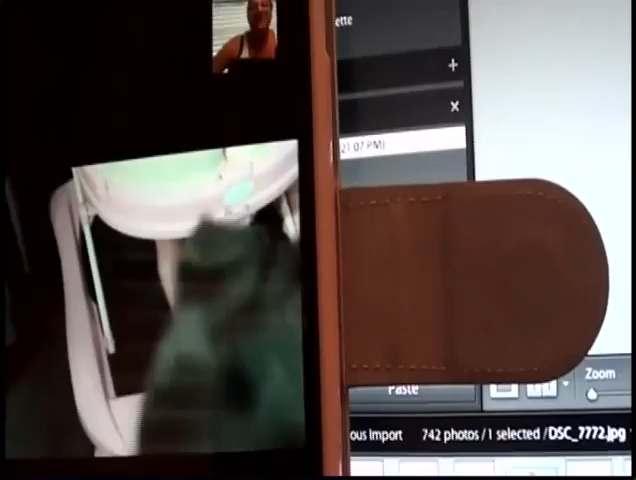 ette
+
x
21 07 PM)
Paste
Zoom
ous Import 742 photos / 1 selected / DSC_7772.jpg